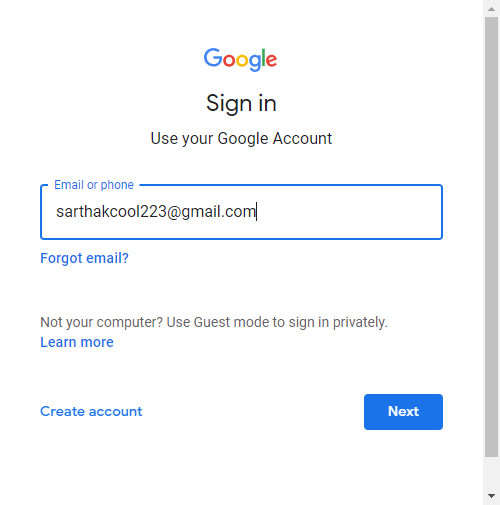 Google
Sign in
Use your Google Account
Email or phone
sarthakcool223@gmail.com
Forgot email?
Not your computer? Use Guest mode to sign in privately.
Learn more
Create account
Next